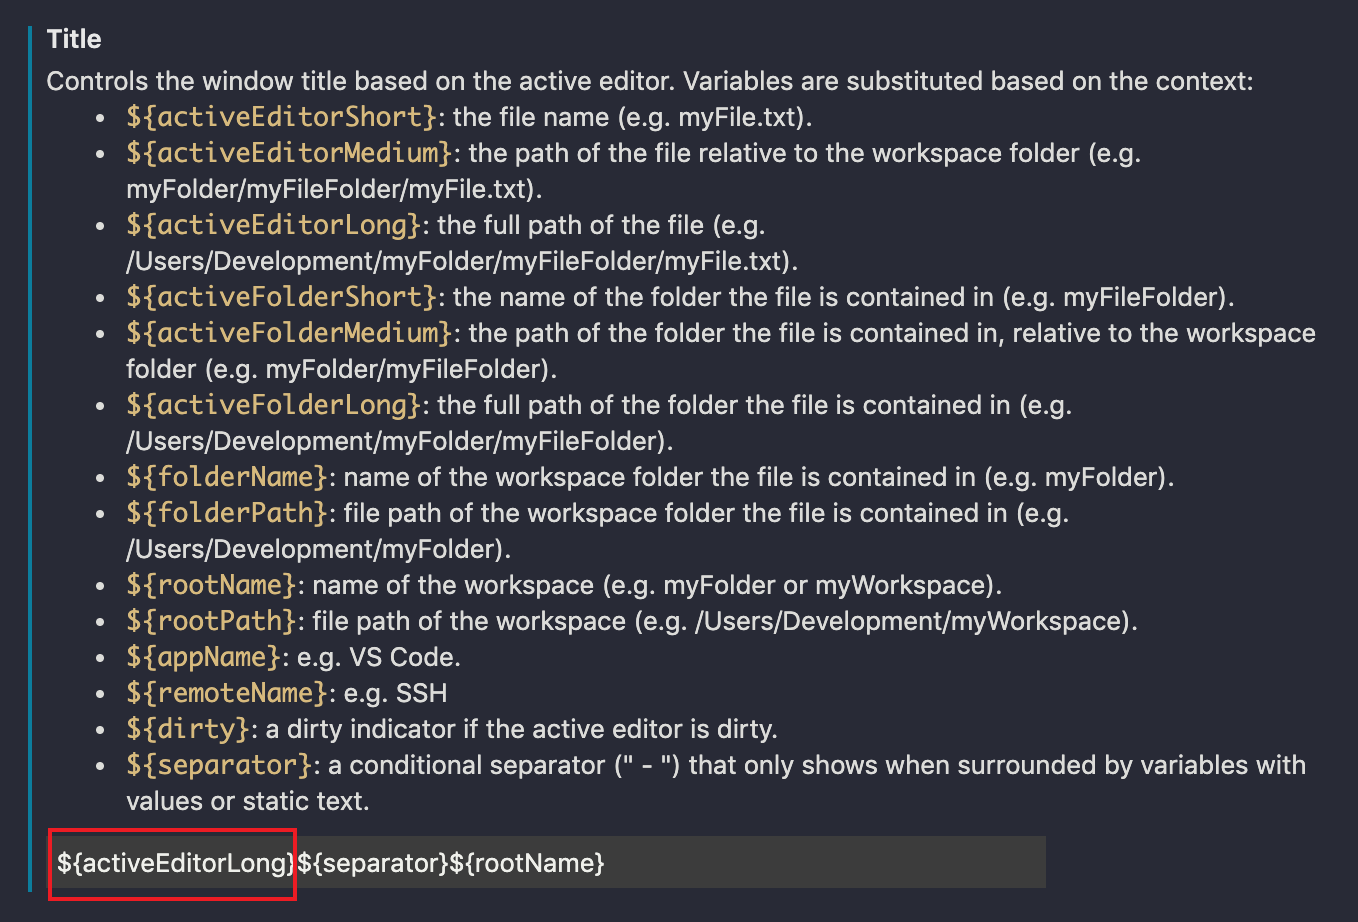 Title
Controls the window title based on the active editor. Variables are substituted based on the context:
• ${activeEditorShort}: the file name (e.g. myFile.txt).
• ${activeEditorMedium}: the path of the file relative to the workspace folder (e.g.
myFolder/myFileFolder/myFile.txt).
• ${activeEditorLong}: the full path of the file (e.g.
/Users/Development/myFolder/myFileFolder/myFile.txt).
• ${activeFolderShort}: the name of the folder the file is contained in (e.g. myFileFolder).
• ${activeFolderMedium}: the path of the folder the file is contained in, relative to the workspace
folder (e.g. myFolder/myFileFolder).
• ${activeFolderLong}: the full path of the folder the file is contained in (e.g.
/Users/Development/myFolder/myFileFolder).
• ${folderName}: name of the workspace folder the file is contained in (e.g. myFolder).
• ${folderPath}: file path of the workspace folder the file is contained in (e.g.
/Users/Development/myFolder).
• ${rootName}: name of the workspace (e.g. myFolder or myWorkspace).
• ${rootPath}: file path of the workspace (e.g. /Users/Development/myWorkspace).
• ${appName}: e.g. VS Code.
• ${remoteName}: e.g. SSH
• ${dirty}: a dirty indicator if the active editor is dirty.
• ${separator}: a conditional separator (" - ") that only shows when surrounded by variables with
values or static text.
${activeEditorLong}${separator}${rootName}